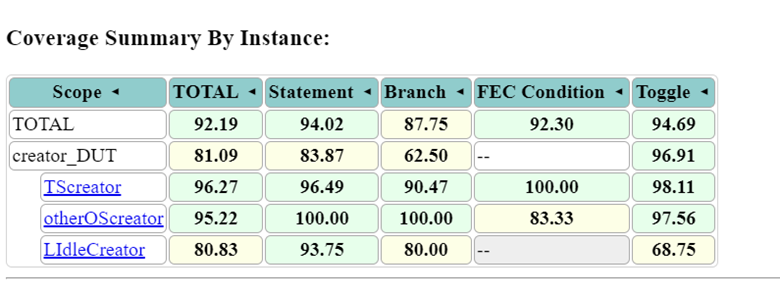 Coverage Summary By Instance:
Scope ◄ TOTAL ◄ Statement ◄ Branch ◄ FEC Condition ◄ Toggle ◄
TOTAL 92.19 94.02 87.75 92.30 94.69
creator_DUT 81.09 83.87 62.50 -- 96.91
TScreator 96.27 96.49 90.47 100.00 98.11
otherOScreator 95.22 100.00 100.00 83.33 97.56
LIdleCreator 80.83 93.75 80.00 -- 68.75